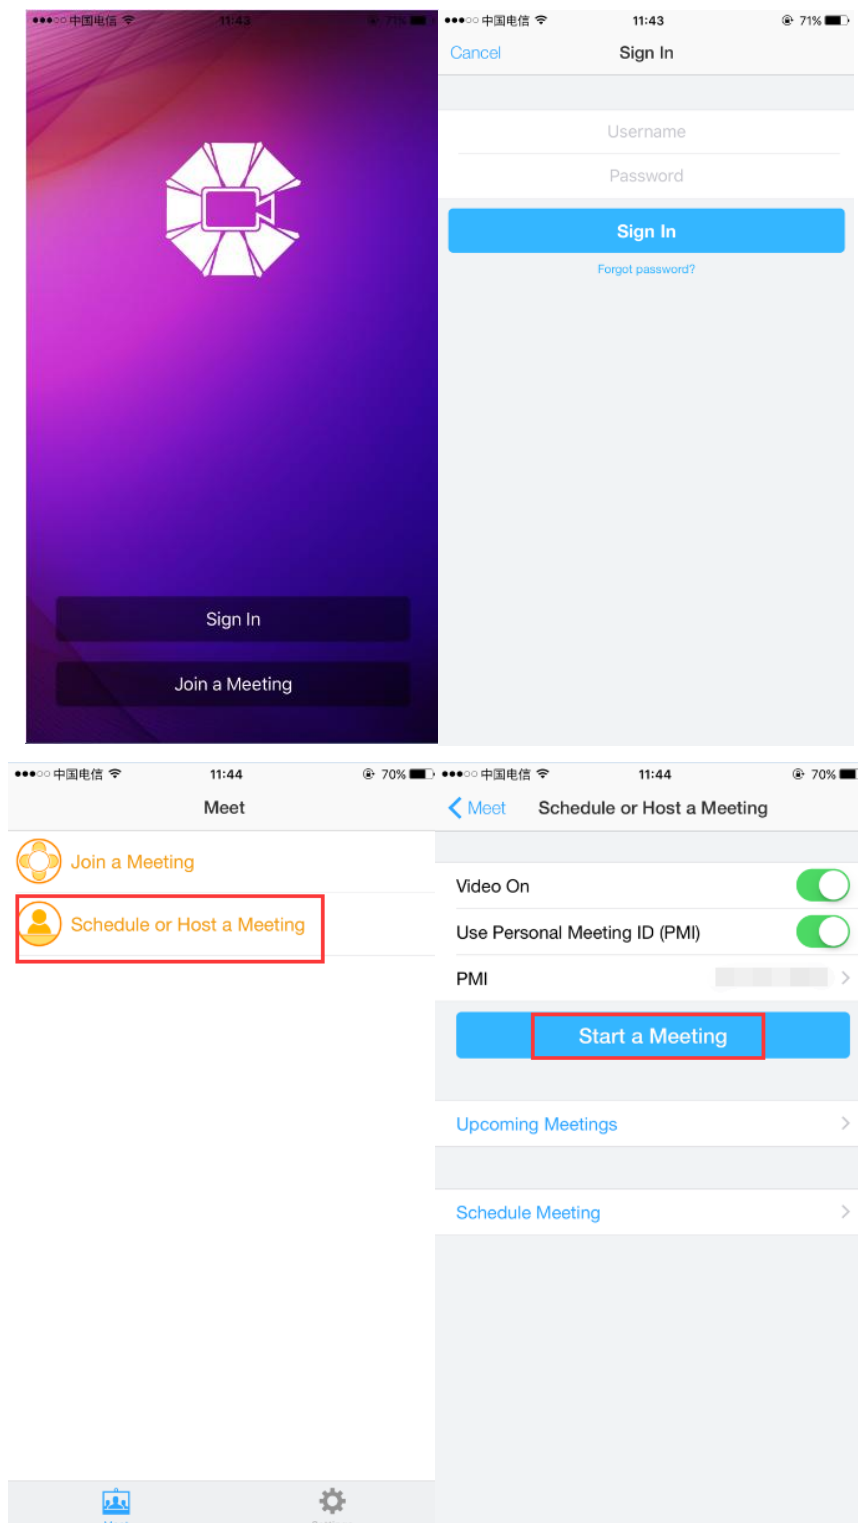 中国电信 11:43 71%
Sign In
Join a Meeting
中国电信 11:43 71%
Cancel Sign In
Username
Password
Sign In
Forgot password?
中国电信 11:44 70%
Meet
Join a Meeting
Schedule or Host a Meeting
中国电信 11:44 70%
Meet Schedule or Host a Meeting
Video On
Use Personal Meeting ID (PMI)
PMI
Start a Meeting
Upcoming Meetings
Schedule Meeting